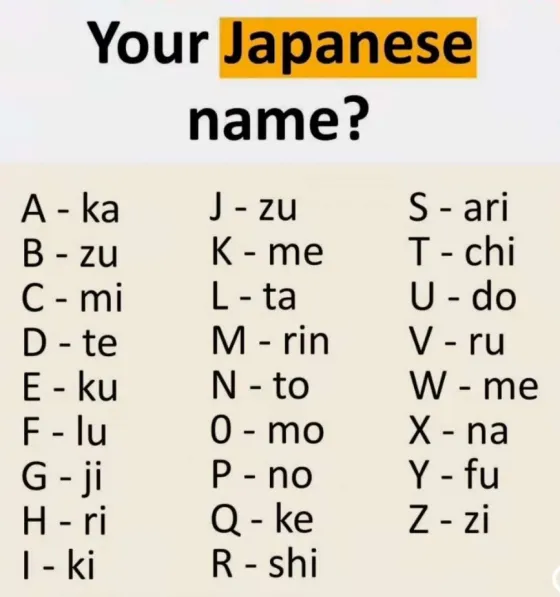 Your Japanese
name?
A - ka
B - zu
C - mi
D - te
E - ku
F - lu
G - ji
H - ri
I - ki
J - zu
K - me
L - ta
M - rin
N - to
O - mo
P - no
Q - ke
R - shi
S - ari
T - chi
U - do
V - ru
W - me
X - na
Y - fu
Z - zi